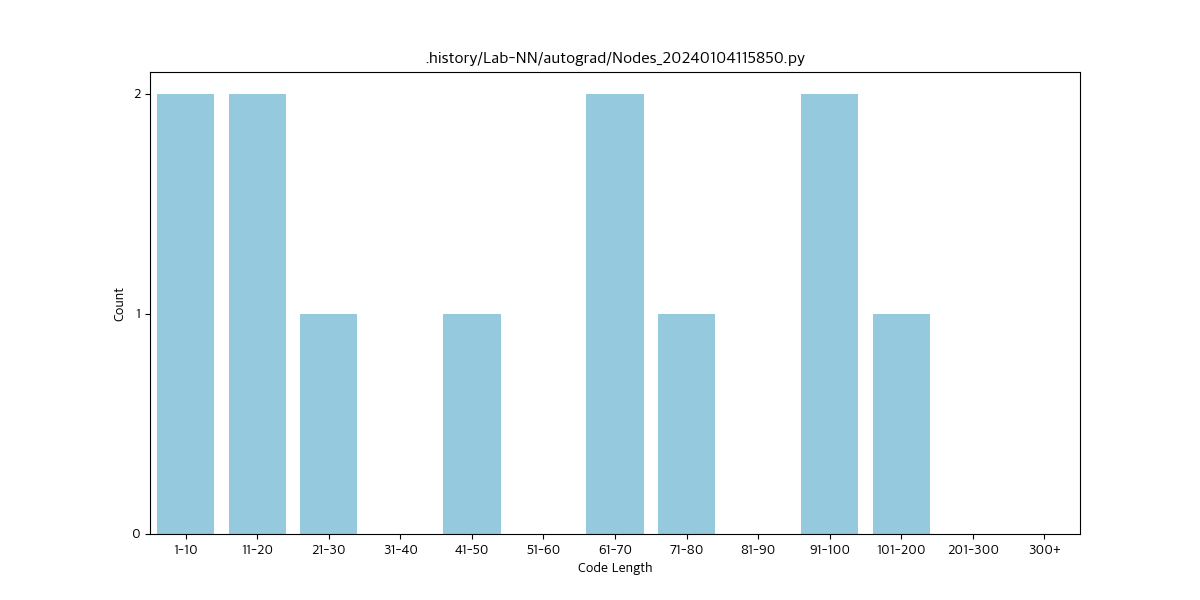 .history/Lab-NN/autograd/Nodes_20240104115850.py
2
1
0
Count
1-10 11-20 21-30 31-40 41-50 51-60 61-70 71-80 81-90 91-100 101-200 201-300 300+
Code Length